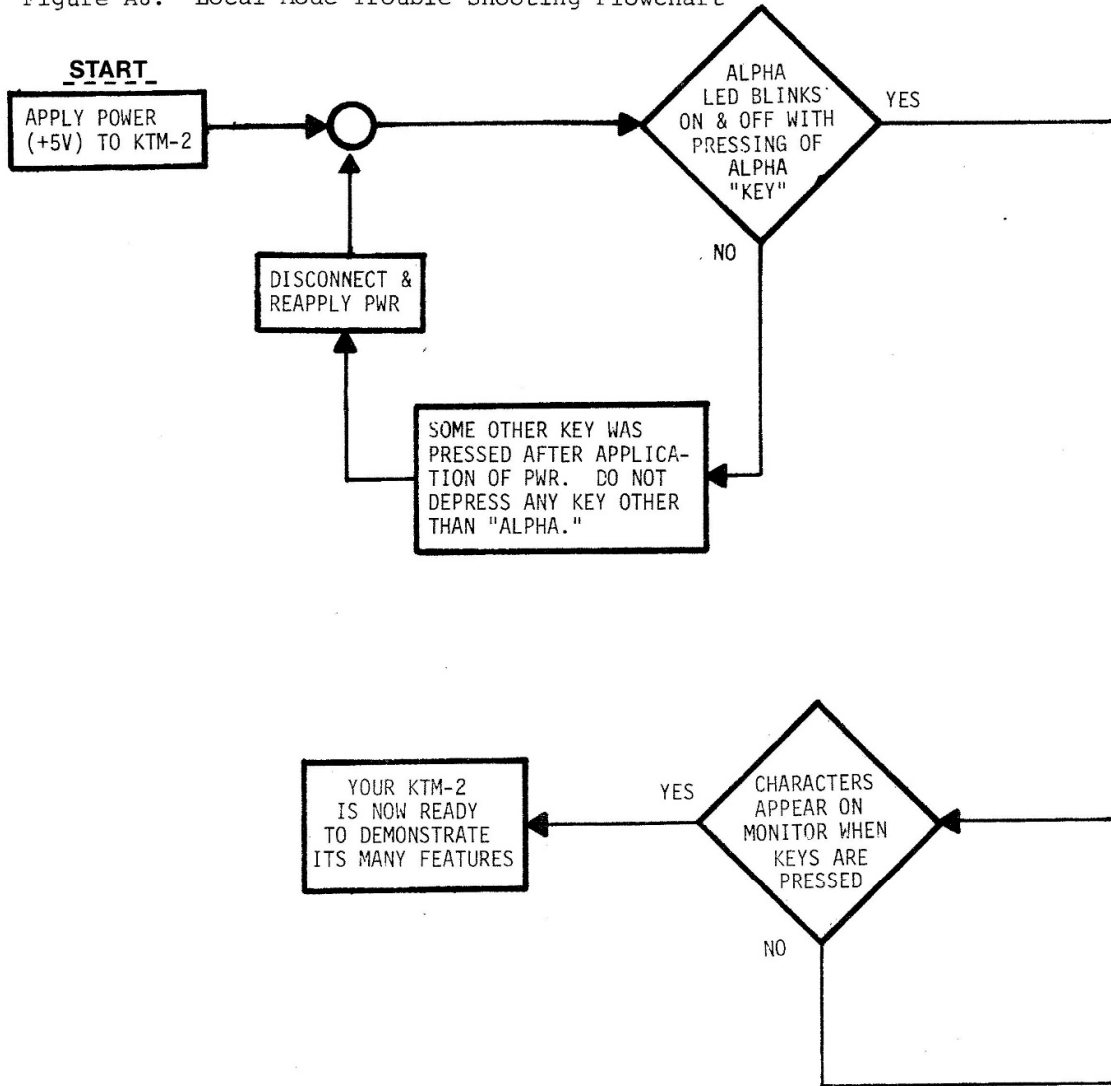 Figure A6. Local Mode Trouble Shooting Flowchart
START
APPLY POWER
(+5V) TO KTM-2
ALPHA
LED BLINKS
ON & OFF WITH
PRESSING OF
ALPHA
"KEY"
YES
NO
DISCONNECT &
REAPPLY PWR
SOME OTHER KEY WAS
PRESSED AFTER APPLICA-
TION OF PWR. DO NOT
DEPRESS ANY KEY OTHER
THAN "ALPHA."
YOUR KTM-2
IS NOW READY
TO DEMONSTRATE
ITS MANY FEATURES
YES
CHARACTERS
APPEAR ON
MONITOR WHEN
KEYS ARE
PRESSED
NO